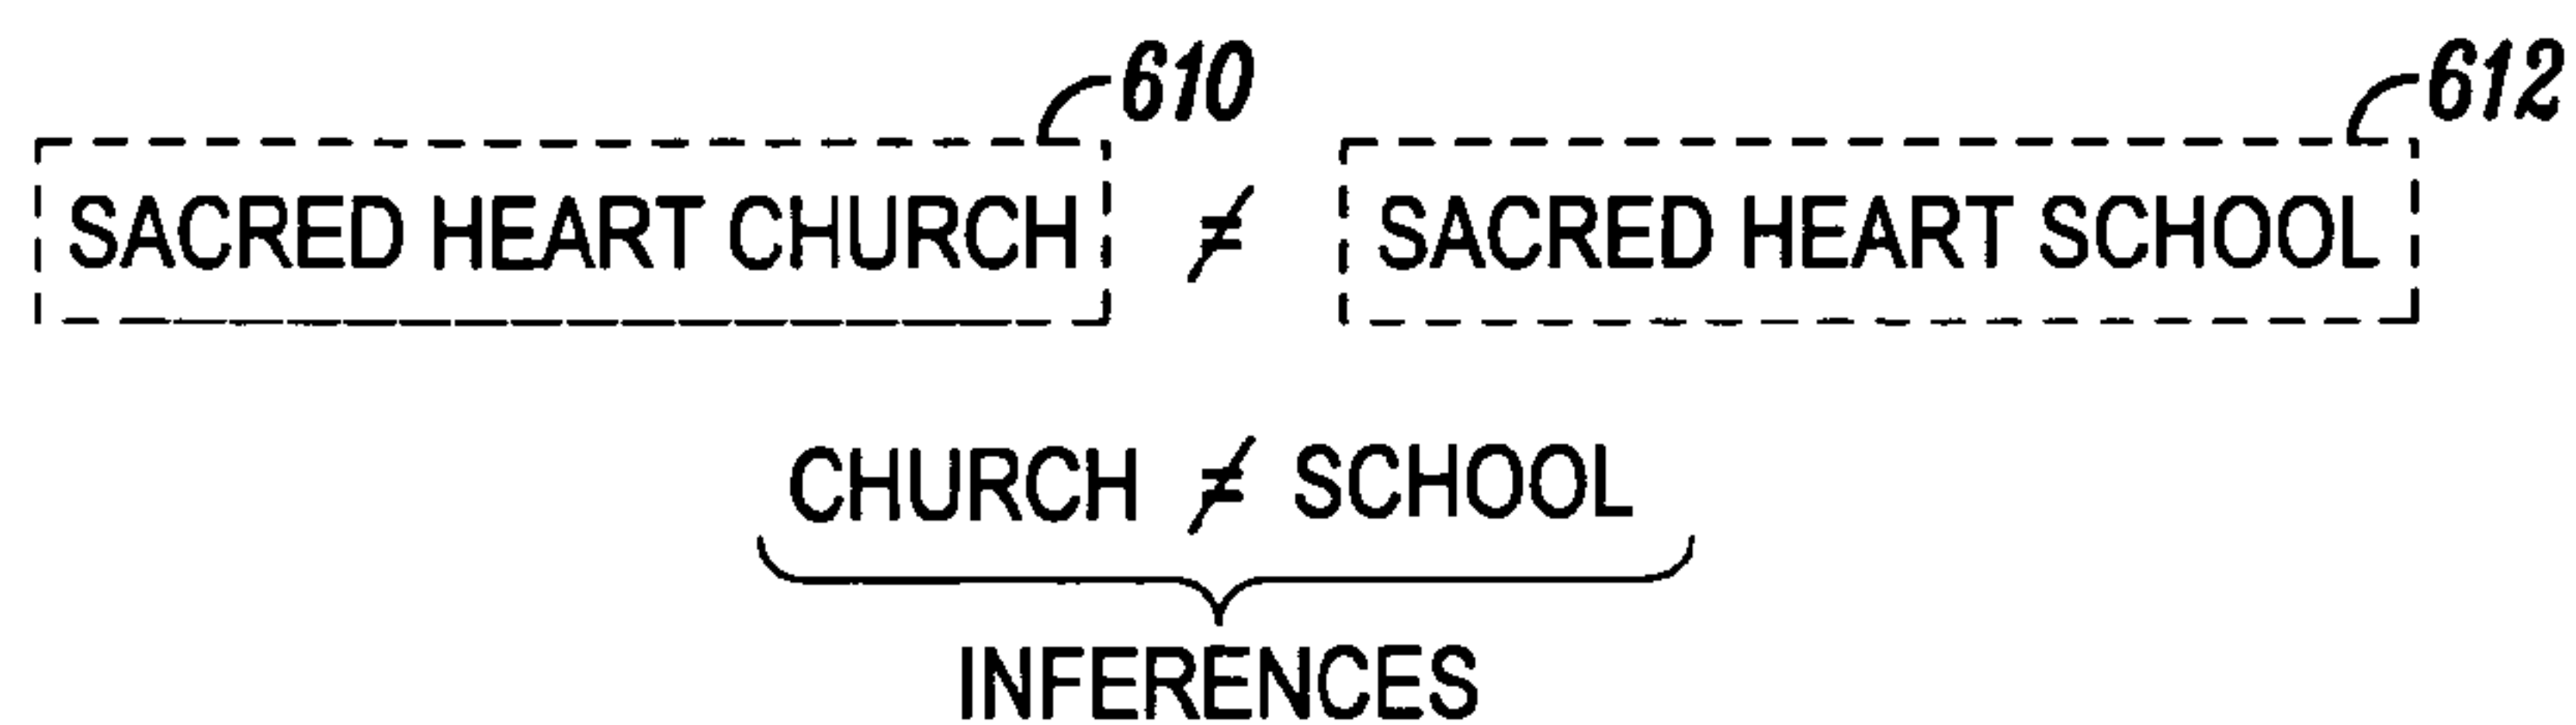 610 612
SACRED HEART CHURCH ≠ SACRED HEART SCHOOL
CHURCH ≠ SCHOOL
INFERENCES